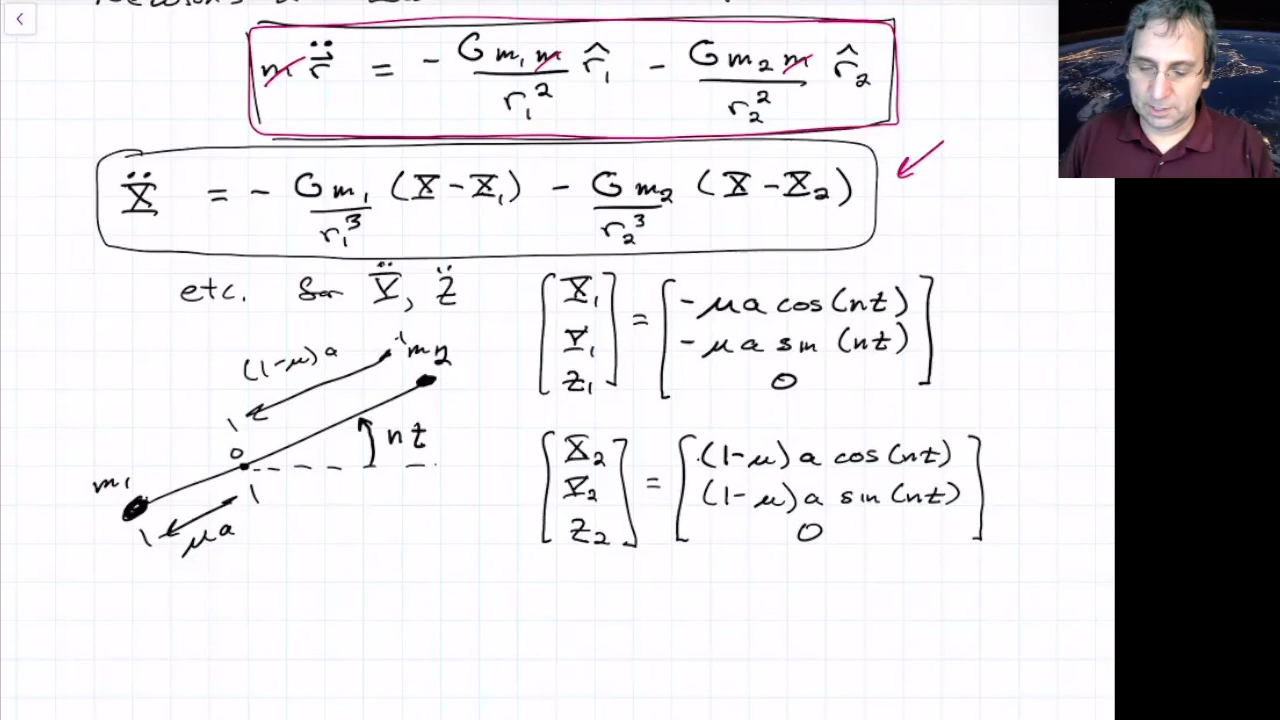 m r̈ = - G m₁ m / r₁² r̂₁ - G m₂ m / r₂² r̂₂
Ẍ = - G m₁ / r₁³ (X - X₁) - G m₂ / r₂³ (X - X₂)
etc. for Ÿ, Z̈
[X₁ Y₁ Z₁] = [-μa cos(nt) -μa sin(nt) 0]
(1-μ)a
m₂
nt
0
m₁
μa
[X₂ Y₂ Z₂] = [(1-μ)a cos(nt) (1-μ)a sin(nt) 0]